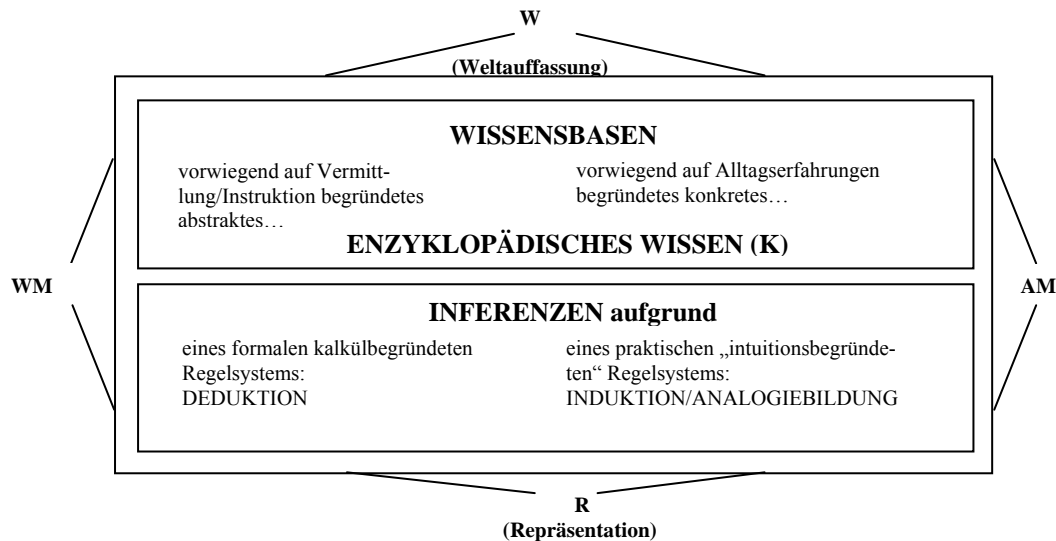 W
(Weltauffassung)
WISSENSBASEN
vorwiegend auf Vermitt-
lung/Instruktion begründetes
abstraktes…
vorwiegend auf Alltagserfahrungen
begründetes konkretes…
ENZYKLOPÄDISCHES WISSEN (K)
WM
AM
INFERENZEN aufgrund
eines formalen kalkülbegründeten
Regelsystems:
DEDUKTION
eines praktischen „intuitionsbegründe-
ten“ Regelsystems:
INDUKTION/ANALOGIEBILDUNG
R
(Repräsentation)